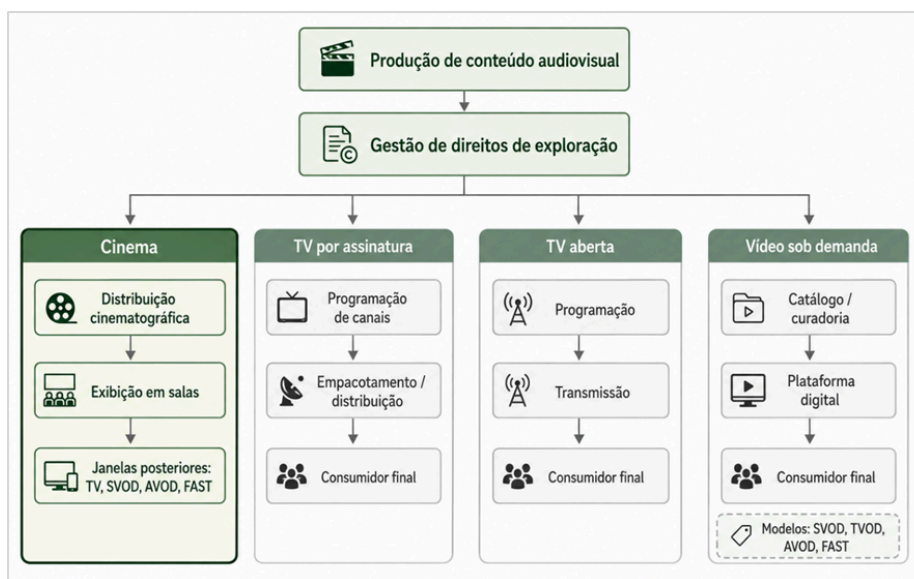 Produção de conteúdo audiovisual
Gestão de direitos de exploração
Cinema
Distribuição
cinematográfica
Exibição em salas
Janelas posteriores:
TV, SVOD, AVOD, FAST
TV por assinatura
Programação
de canais
Empacotamento /
distribuição
Consumidor final
TV aberta
Programação
Transmissão
Consumidor final
Vídeo sob demanda
Catálogo /
curadoria
Plataforma
digital
Consumidor final
Modelos: SVOD, TVOD,
AVOD, FAST